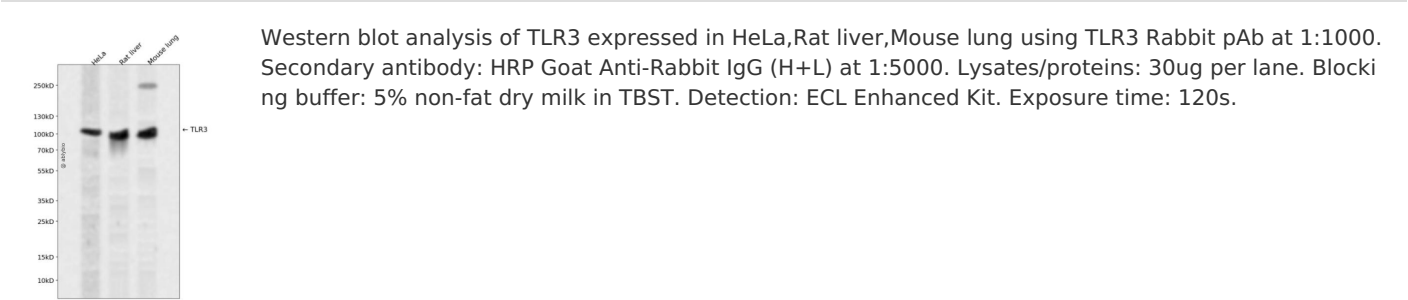 HeLa
Rat liver
Mouse lung
250kD
130kD
100kD
70kD
55kD
35kD
25kD
15kD
10kD
← TLR3
@ ablybio
Western blot analysis of TLR3 expressed in HeLa,Rat liver,Mouse lung using TLR3 Rabbit pAb at 1:1000.
Secondary antibody: HRP Goat Anti-Rabbit IgG (H+L) at 1:5000. Lysates/proteins: 30ug per lane. Blocki
ng buffer: 5% non-fat dry milk in TBST. Detection: ECL Enhanced Kit. Exposure time: 120s.